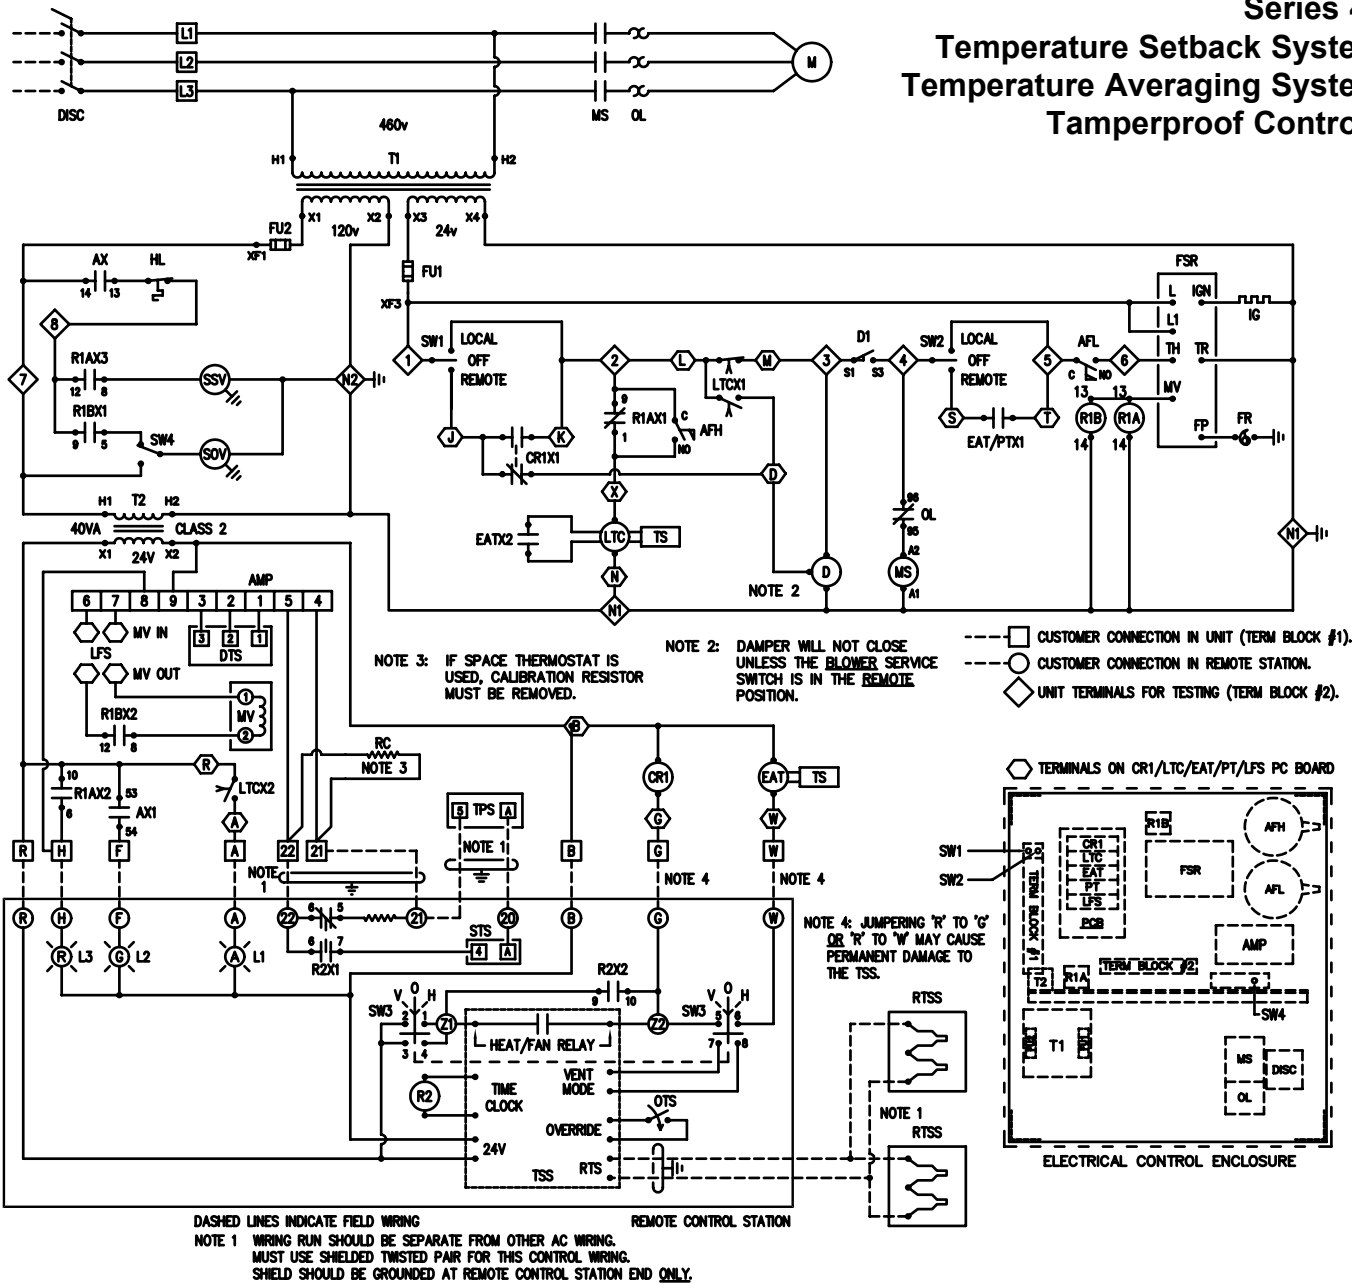 Series 4
Temperature Setback Syste
Temperature Averaging Syste
Tamperproof Contro
L1
L2
L3
M
DISC
MS OL
460v
H1 T1 H2
X1 X2 X3 X4
FU2 120v 24v
XF1
FU1
XF3
AX HL
14 13
8
7
R1AX3
12 8
SSV
N2
R1BX1
9 5
SW4
SOV
H1 T2 H2
40VA CLASS 2
X1 24V X2
1
SW1 LOCAL
OFF
REMOTE
J
K
CR1X1
2
L
M
LTCX1
9
R1AX1
1
C
AFH
NO
X
EATX2
LTC
TS
N
N1
D
3
D1
S1 S3
4
SW2 LOCAL
OFF
REMOTE
S
T
EAT/PTX1
5
AFL
C NO
6
FSR
L IGN
IG
L1
TH TR
MV
FP FR
13 13
R1B R1A
14 14
96
OL
95
A2
MS
A1
D
NOTE 2
N1
AMP
6 7 8 9 3 2 1 5 4
MV IN
LFS
MV OUT
3 2 1
DTS
R1BX2
12 8
1
MV
2
NOTE 3: IF SPACE THERMOSTAT IS
USED, CALIBRATION RESISTOR
MUST BE REMOVED.
NOTE 2: DAMPER WILL NOT CLOSE
UNLESS THE BLOWER SERVICE
SWITCH IS IN THE REMOTE
POSITION.
CUSTOMER CONNECTION IN UNIT (TERM BLOCK #1).
CUSTOMER CONNECTION IN REMOTE STATION.
UNIT TERMINALS FOR TESTING (TERM BLOCK #2).
TERMINALS ON CR1/LTC/EAT/PT/LFS PC BOARD
B
RC
NOTE 3
R
LTCX2
A
10
R1AX2
6
53
AX1
54
5 TPS A
NOTE 1
CR1
G
EAT
TS
W
R H F A 22 21 B G W
NOTE
1
NOTE 4
NOTE 4
R H F A 22 6 5 21 20 B G W
R L3 G L2 A L1
6 7
R2X1
STS
4 A
NOTE 4: JUMPERING 'R' TO 'G'
OR 'R' TO 'W' MAY CAUSE
PERMANENT DAMAGE TO
THE TSS.
R2X2
9 10
V O H
SW3 2 1
3 4
Z1
HEAT/FAN RELAY
Z2
V O H
SW3 5 6
7 8
VENT
MODE
R2
TIME
CLOCK
OTS
OVERRIDE
24V
TSS
RTS
RTSS
NOTE 1
RTSS
SW1
SW2
TERM BLOCK #1
CR1
LTC
EAT
PT
LFS
PCB
R1B
FSR
AFH
AFL
AMP
T2
R1A
TERM BLOCK #2
SW4
T1
MS
OL
DISC
ELECTRICAL CONTROL ENCLOSURE
DASHED LINES INDICATE FIELD WIRING
REMOTE CONTROL STATION
NOTE 1 WIRING RUN SHOULD BE SEPARATE FROM OTHER AC WIRING.
MUST USE SHIELDED TWISTED PAIR FOR THIS CONTROL WIRING.
SHIELD SHOULD BE GROUNDED AT REMOTE CONTROL STATION END ONLY.